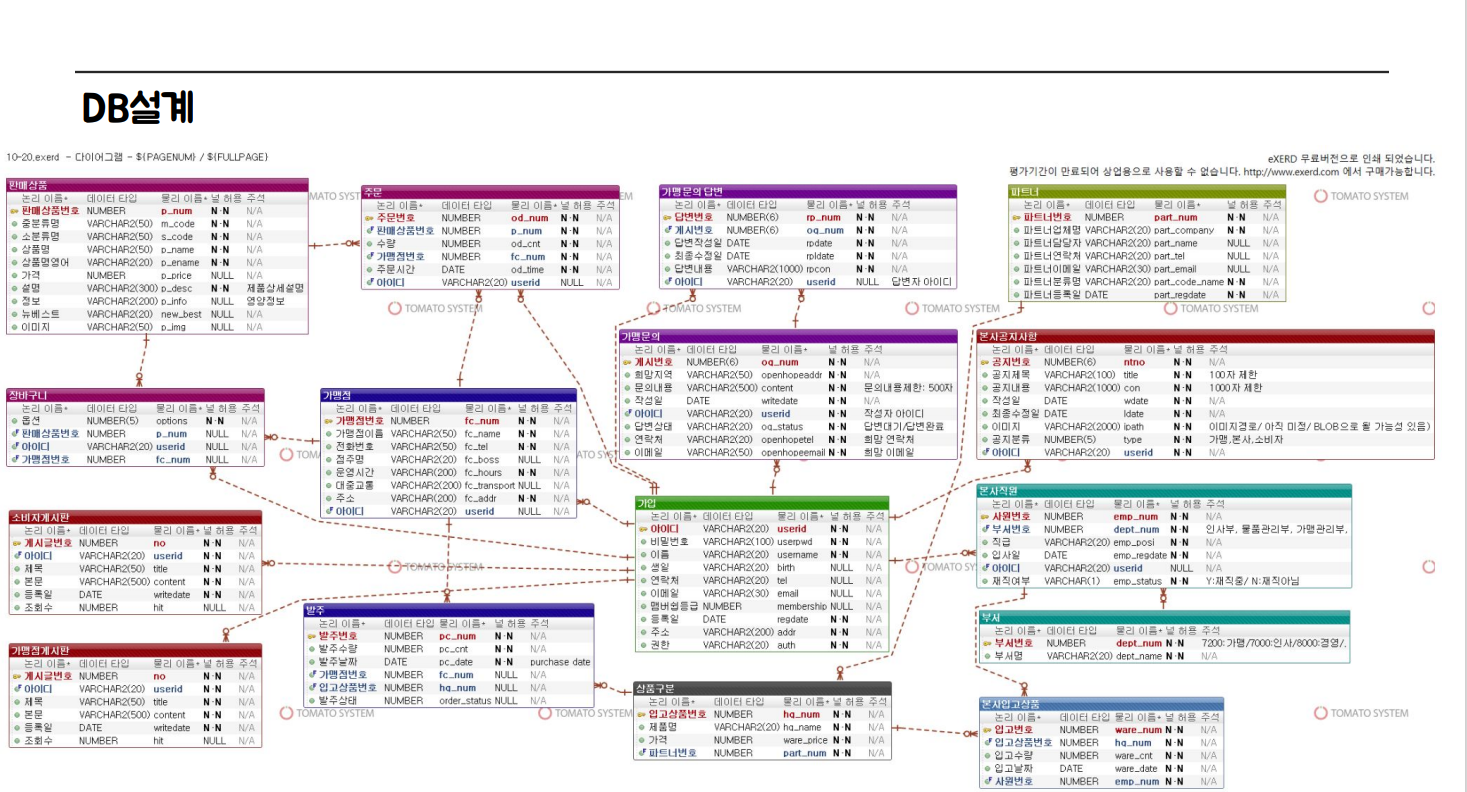 DB설계
10-20.exerd - 다이어그램 - ${PAGENUM} / ${FULLPAGE}
eXERD 무료버전으로 인쇄 되었습니다.
평가기간이 만료되어 상업용으로 사용할 수 없습니다. http://www.exerd.com 에서 구매가능합니다.
판매상품
논리 이름 데이터 타입 물리 이름 널 허용 주석
판매상품번호 NUMBER p_num N-N N/A
중분류명 VARCHAR2(50) m_code N-N N/A
소분류명 VARCHAR2(50) s_code N-N N/A
상품명 VARCHAR2(50) p_name N-N N/A
상품명영어 VARCHAR2(20) p_ename N-N N/A
가격 NUMBER p_price NULL N/A
설명 VARCHAR2(300) p_desc N-N 제품상세설명
정보 VARCHAR2(200) p_info NULL 영양정보
뉴베스트 VARCHAR2(20) new_best NULL N/A
이미지 VARCHAR2(50) p_img NULL N/A
주문
논리 이름 데이터 타입 물리 이름 널 허용 주석
주문번호 NUMBER od_num N-N N/A
판매상품번호 NUMBER p_num N-N N/A
수량 NUMBER od_cnt N-N N/A
가맹점번호 NUMBER fc_num N-N N/A
주문시간 DATE od_time N-N N/A
아이디 VARCHAR2(20) userid NULL N/A
가맹문의 답변
논리 이름 데이터 타입 물리 이름 널 허용 주석
답변번호 NUMBER(6) rp_num N-N N/A
게시번호 NUMBER(6) oq_num N-N N/A
답변작성일 DATE rpdate N-N N/A
최종수정일 DATE rpldate N-N N/A
답변내용 VARCHAR2(1000) rpcon N-N N/A
아이디 VARCHAR2(20) userid NULL 답변자 아이디
파트너
논리 이름 데이터 타입 물리 이름 널 허용 주석
파트너번호 NUMBER part_num N-N N/A
파트너업체명 VARCHAR2(20) part_company N-N N/A
파트너담당자 VARCHAR2(20) part_name NULL N/A
파트너연락처 VARCHAR2(20) part_tel NULL N/A
파트너이메일 VARCHAR2(30) part_email NULL N/A
파트너분류명 VARCHAR2(20) part_code_name N-N N/A
파트너등록일 DATE part_regdate N-N N/A
가맹문의
논리 이름 데이터 타입 물리 이름 널 허용 주석
게시번호 NUMBER(6) oq_num N-N N/A
희망지역 VARCHAR2(50) openhopeaddr N-N N/A
문의내용 VARCHAR2(500) content N-N 문의내용제한: 500자
작성일 DATE writedate N-N N/A
아이디 VARCHAR2(20) userid N-N 작성자 아이디
답변상태 VARCHAR2(20) oq_status N-N 답변대기/답변완료
연락처 VARCHAR2(20) openhopetel N-N 희망 연락처
이메일 VARCHAR2(50) openhopeemail N-N 희망 이메일
본사공지사항
논리 이름 데이터 타입 물리 이름 널 허용 주석
공지번호 NUMBER(6) ntno N-N N/A
공지제목 VARCHAR2(100) title N-N 100자 제한
공지내용 VARCHAR2(1000) con N-N 1000자 제한
작성일 DATE wdate N-N N/A
최종수정일 DATE ldate N-N N/A
이미지 VARCHAR2(2000) ipath N-N 이미지경로/ 아직 미정/ BLOB으로 될 가능성 있음)
공지분류 NUMBER(5) type N-N 가맹,본사,소비자
아이디 VARCHAR2(20) userid N-N N/A
장바구니
논리 이름 데이터 타입 물리 이름 널 허용 주석
옵션 NUMBER(5) options N-N N/A
판매상품번호 NUMBER p_num NULL N/A
아이디 VARCHAR2(20) userid NULL N/A
가맹점번호 NUMBER fc_num NULL N/A
가맹점
논리 이름 데이터 타입 물리 이름 널 허용 주석
가맹점번호 NUMBER fc_num N-N N/A
가맹점이름 VARCHAR2(50) fc_name N-N N/A
전화번호 VARCHAR2(50) fc_tel N-N N/A
점주명 VARCHAR2(20) fc_boss NULL N/A
운영시간 VARCHAR(200) fc_hours N-N N/A
대중교통 VARCHAR2(200) fc_transport NULL N/A
주소 VARCHAR(200) fc_addr N-N N/A
아이디 VARCHAR2(20) userid NULL N/A
소비자게시판
논리 이름 데이터 타입 물리 이름 널 허용 주석
게시글번호 NUMBER no N-N N/A
아이디 VARCHAR2(20) userid N-N N/A
제목 VARCHAR2(50) title N-N N/A
본문 VARCHAR2(500) content N-N N/A
등록일 DATE writedate N-N N/A
조회수 NUMBER hit NULL N/A
가입
논리 이름 데이터 타입 물리 이름 널 허용 주석
아이디 VARCHAR2(20) userid N-N N/A
비밀번호 VARCHAR2(100) userpwd N-N N/A
이름 VARCHAR2(20) username N-N N/A
생일 VARCHAR2(20) birth NULL N/A
연락처 VARCHAR2(20) tel NULL N/A
이메일 VARCHAR2(30) email NULL N/A
멤버쉽등급 NUMBER membership NULL N/A
등록일 DATE regdate N-N N/A
주소 VARCHAR2(200) addr N-N N/A
권한 VARCHAR2(20) auth N-N N/A
본사직원
논리 이름 데이터 타입 물리 이름 널 허용 주석
사원번호 NUMBER emp_num N-N N/A
부서번호 NUMBER dept_num N-N 인사부, 물품관리부, 가맹관리부,
직급 VARCHAR2(20) emp_posi N-N N/A
입사일 DATE emp_regdate N-N N/A
아이디 VARCHAR2(20) userid NULL N/A
재직여부 VARCHAR(1) emp_status N-N Y:재직중/ N:재직아님
발주
논리 이름 데이터 타입 물리 이름 널 허용 주석
발주번호 NUMBER pc_num N-N N/A
발주수량 NUMBER pc_cnt N-N N/A
발주날짜 DATE pc_date N-N purchase date
가맹점번호 NUMBER fc_num NULL N/A
입고상품번호 NUMBER hq_num NULL N/A
발주상태 NUMBER order_status NULL N/A
부서
논리 이름 데이터 타입 물리 이름 널 허용 주석
부서번호 NUMBER dept_num N-N 7200:가맹/7000:인사/8000:경영/,
부서명 VARCHAR2(20) dept_name N-N N/A
가맹점게시판
논리 이름 데이터 타입 물리 이름 널 허용 주석
게시글번호 NUMBER no N-N N/A
아이디 VARCHAR2(20) userid N-N N/A
제목 VARCHAR2(50) title N-N N/A
본문 VARCHAR2(500) content N-N N/A
등록일 DATE writedate N-N N/A
조회수 NUMBER hit NULL N/A
상품구분
논리 이름 데이터 타입 물리 이름 널 허용 주석
입고상품번호 NUMBER hq_num N-N N/A
제품명 VARCHAR2(20) hq_name N-N N/A
가격 NUMBER ware_price N-N N/A
파트너번호 NUMBER part_num N-N N/A
본사입고상품
논리 이름 데이터 타입 물리 이름 널 허용 주석
입고번호 NUMBER ware_num N-N N/A
입고상품번호 NUMBER hq_num N-N N/A
입고수량 NUMBER ware_cnt N-N N/A
입고날짜 DATE ware_date N-N N/A
사원번호 NUMBER emp_num N-N N/A
TOMATO SYSTEM